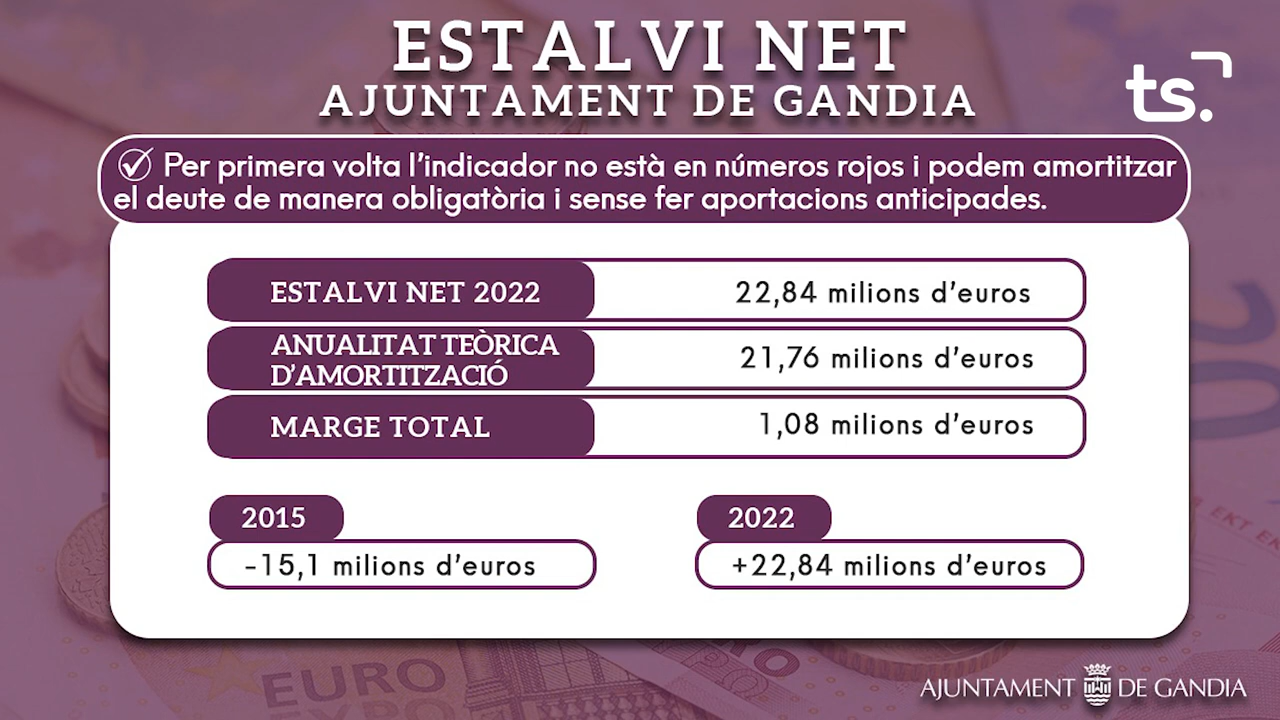 ESTALVI NET
AJUNTAMENT DE GANDIA
ts.
Per primera volta l'indicador no està en números rojos i podem amortitzar
el deute de manera obligatòria i sense fer aportacions anticipades.
ESTALVI NET 2022
22,84 milions d'euros
ANUALITAT TEÒRICA
D'AMORTITZACIÓ
21,76 milions d'euros
MARGE TOTAL
1,08 milions d'euros
2015
-15,1 milions d'euros
2022
+22,84 milions d'euros
EURO
AJUNTAMENT DE GANDIA